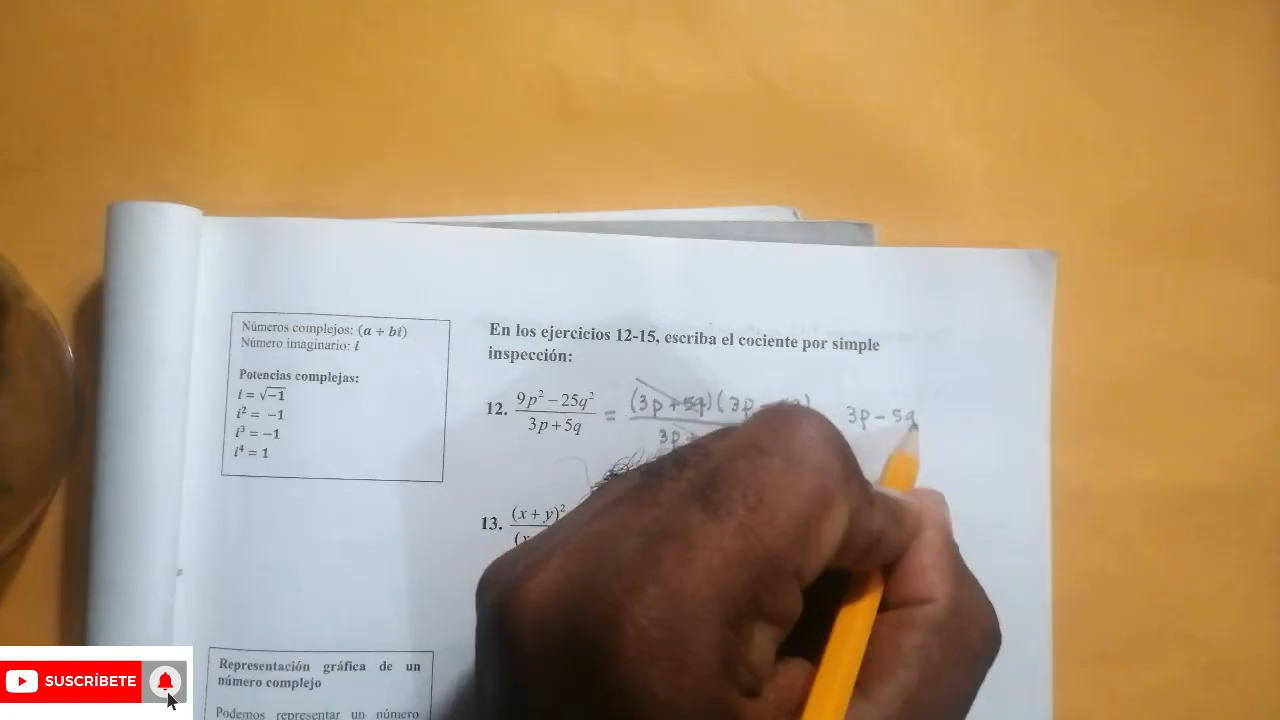 Números complejos: (a + bi)
Número imaginario: i
Potencias complejas:
i = √-1
i² = -1
i³ = -1
i⁴ = 1
En los ejercicios 12-15, escriba el cociente por simple
inspección:
12. 9p² - 25q² / 3p + 5q = (3p + 5q)(3p - 5q) / 3p 3p - 5q
13. (x + y)² / (x
Representación gráfica de un
número complejo
Podemos representar un número
SUSCRÍBETE